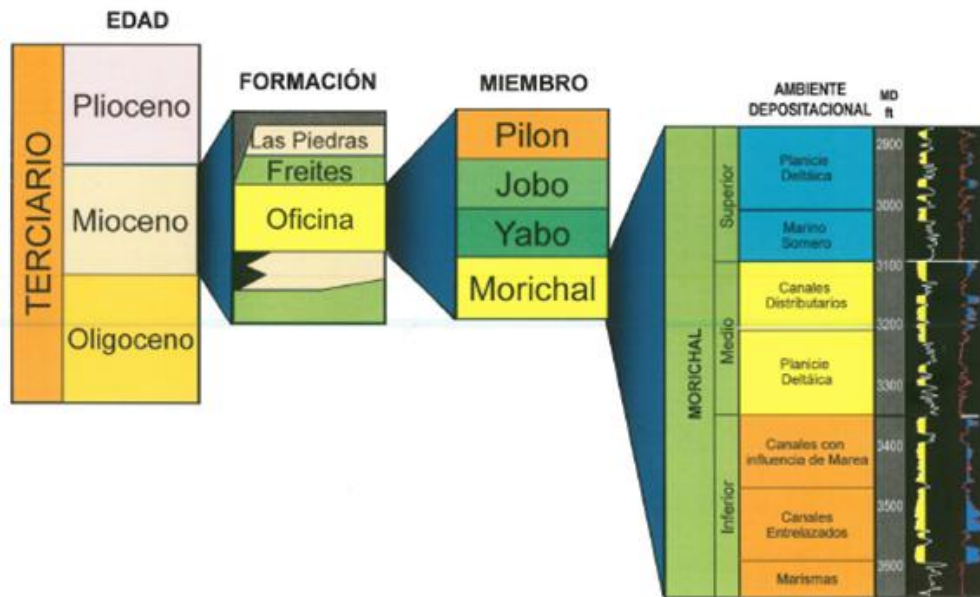 EDAD
TERCIARIO
Plioceno
Mioceno
Oligoceno
FORMACIÓN
Las Piedras
Freites
Oficina
MIEMBRO
Pilon
Jobo
Yabo
Morichal
AMBIENTE
DEPOSITACIONAL
MD
ft
MORICHAL
Superior
Medio
Inferior
Planicie
Deltáica
Marino
Somero
Canales
Distributarios
Planicie
Deltáica
Canales con
influencia de Marea
Canales
Entrelazados
Marismas
2900
3000
3100
3200
3300
3400
3500
3600